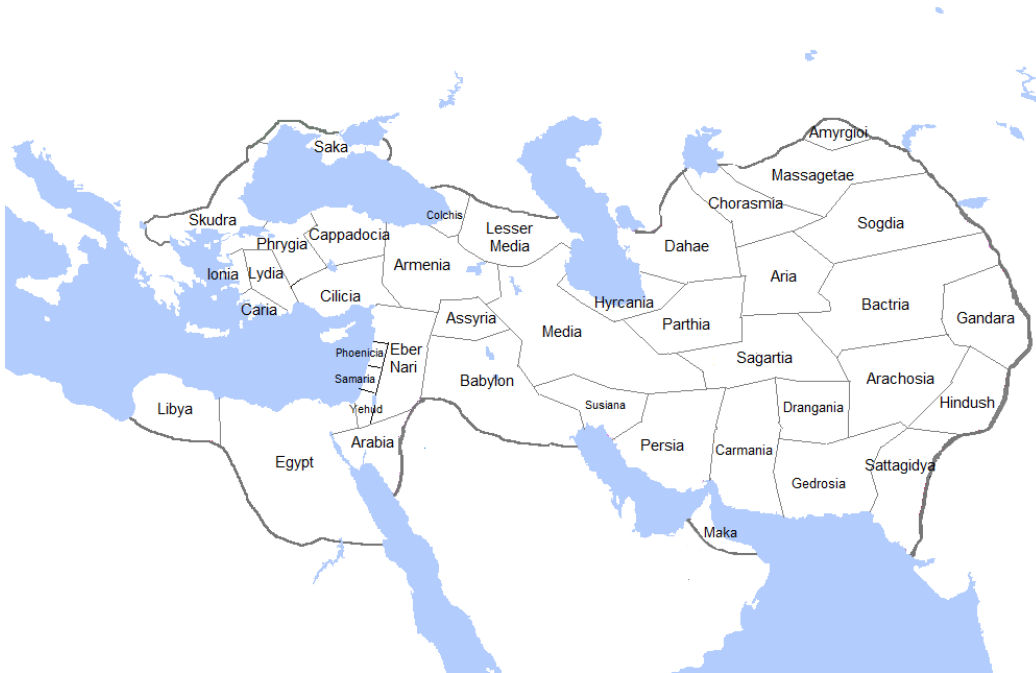 Amyrgioi
Saka
Massagetae
Chorasmia
Colchis
Skudra
Sogdia
Lesser
Media
Cappadocia
Phrygia
Dahae
Armenia
Ionia
Lydia
Aria
Cilicia
Hyrcania
Bactria
Caria
Assyria
Media
Parthia
Gandara
Phoenicia
Eber
Nari
Sagartia
Samaria
Babylon
Arachosia
Libya
Yehud
Susiana
Drangania
Hindush
Arabia
Persia
Carmania
Egypt
Sattagidya
Gedrosia
Maka